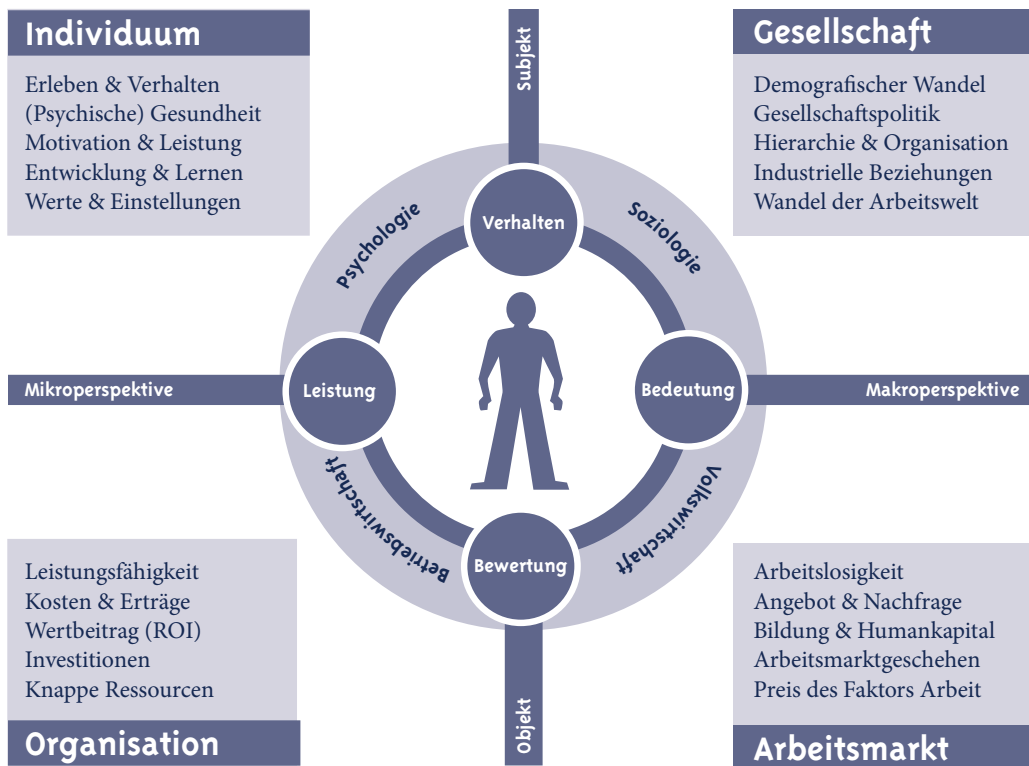 Individuum
Erleben & Verhalten
(Psychische) Gesundheit
Motivation & Leistung
Entwicklung & Lernen
Werte & Einstellungen
Subjekt
Gesellschaft
Demografischer Wandel
Gesellschaftspolitik
Hierarchie & Organisation
Industrielle Beziehungen
Wandel der Arbeitswelt
Psychologie
Verhalten
Soziologie
Mikroperspektive
Leistung
Bedeutung
Makroperspektive
Betriebswirtschaft
Bewertung
Volkswirtschaft
Leistungsfähigkeit
Kosten & Erträge
Wertbeitrag (ROI)
Investitionen
Knappe Ressourcen
Organisation
Objekt
Arbeitslosigkeit
Angebot & Nachfrage
Bildung & Humankapital
Arbeitsmarktgeschehen
Preis des Faktors Arbeit
Arbeitsmarkt